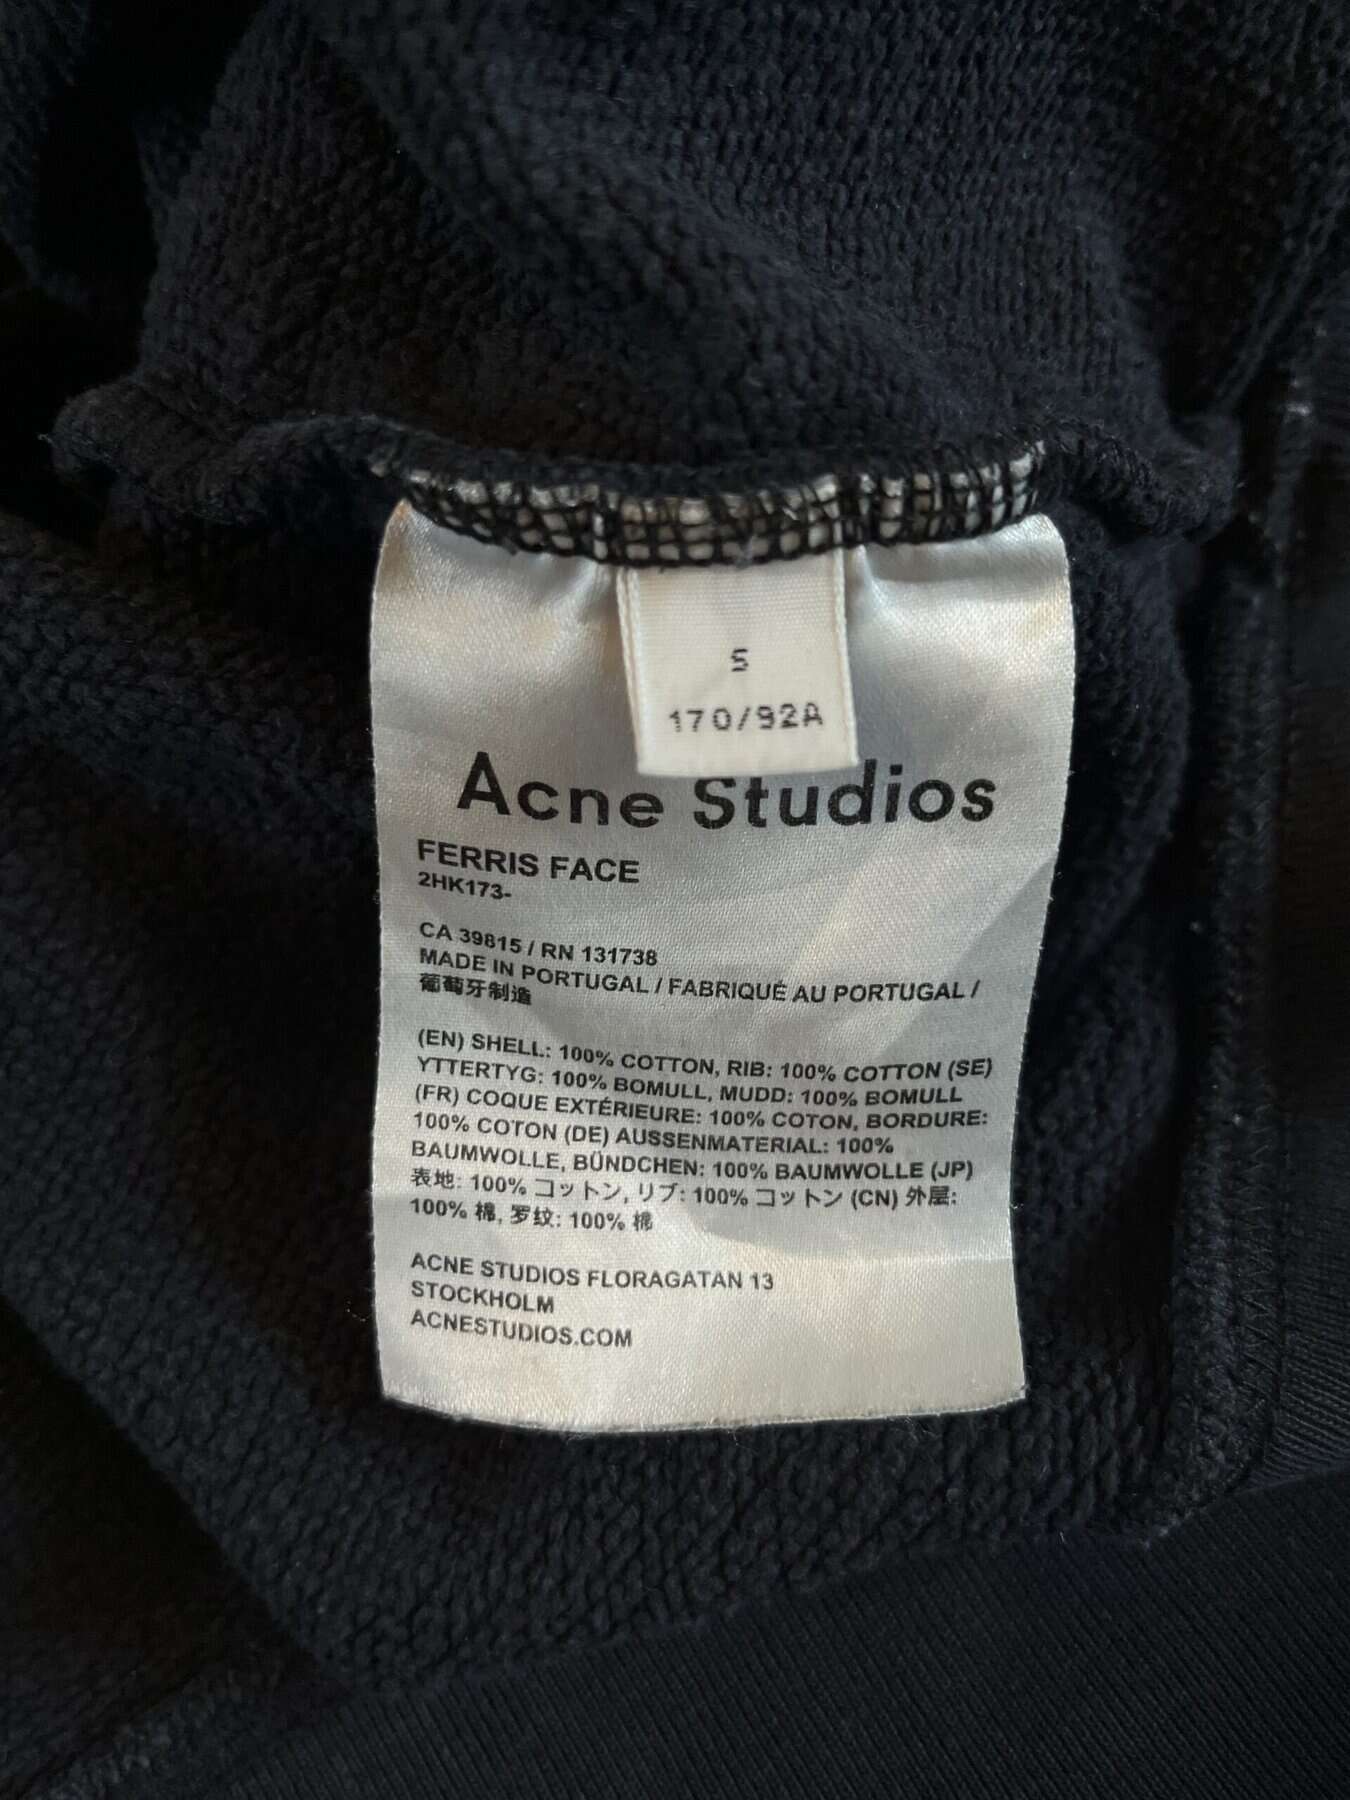 S
170/92A
Acne Studios
FERRIS FACE
2HK173-
CA 39815 / RN 131738
MADE IN PORTUGAL / FABRIQUÉ AU PORTUGAL /
葡萄牙制造
(EN) SHELL: 100% COTTON, RIB: 100% COTTON (SE)
YTTERTYG: 100% BOMULL, MUDD: 100% BOMULL
(FR) COQUE EXTÉRIEURE: 100% COTON, BORDURE:
100% COTON (DE) AUSSENMATERIAL: 100%
BAUMWOLLE, BÜNDCHEN: 100% BAUMWOLLE (JP)
表地: 100% コットン, リブ: 100% コットン (CN) 外层:
100% 棉, 罗纹: 100% 棉
ACNE STUDIOS FLORAGATAN 13
STOCKHOLM
ACNESTUDIOS.COM